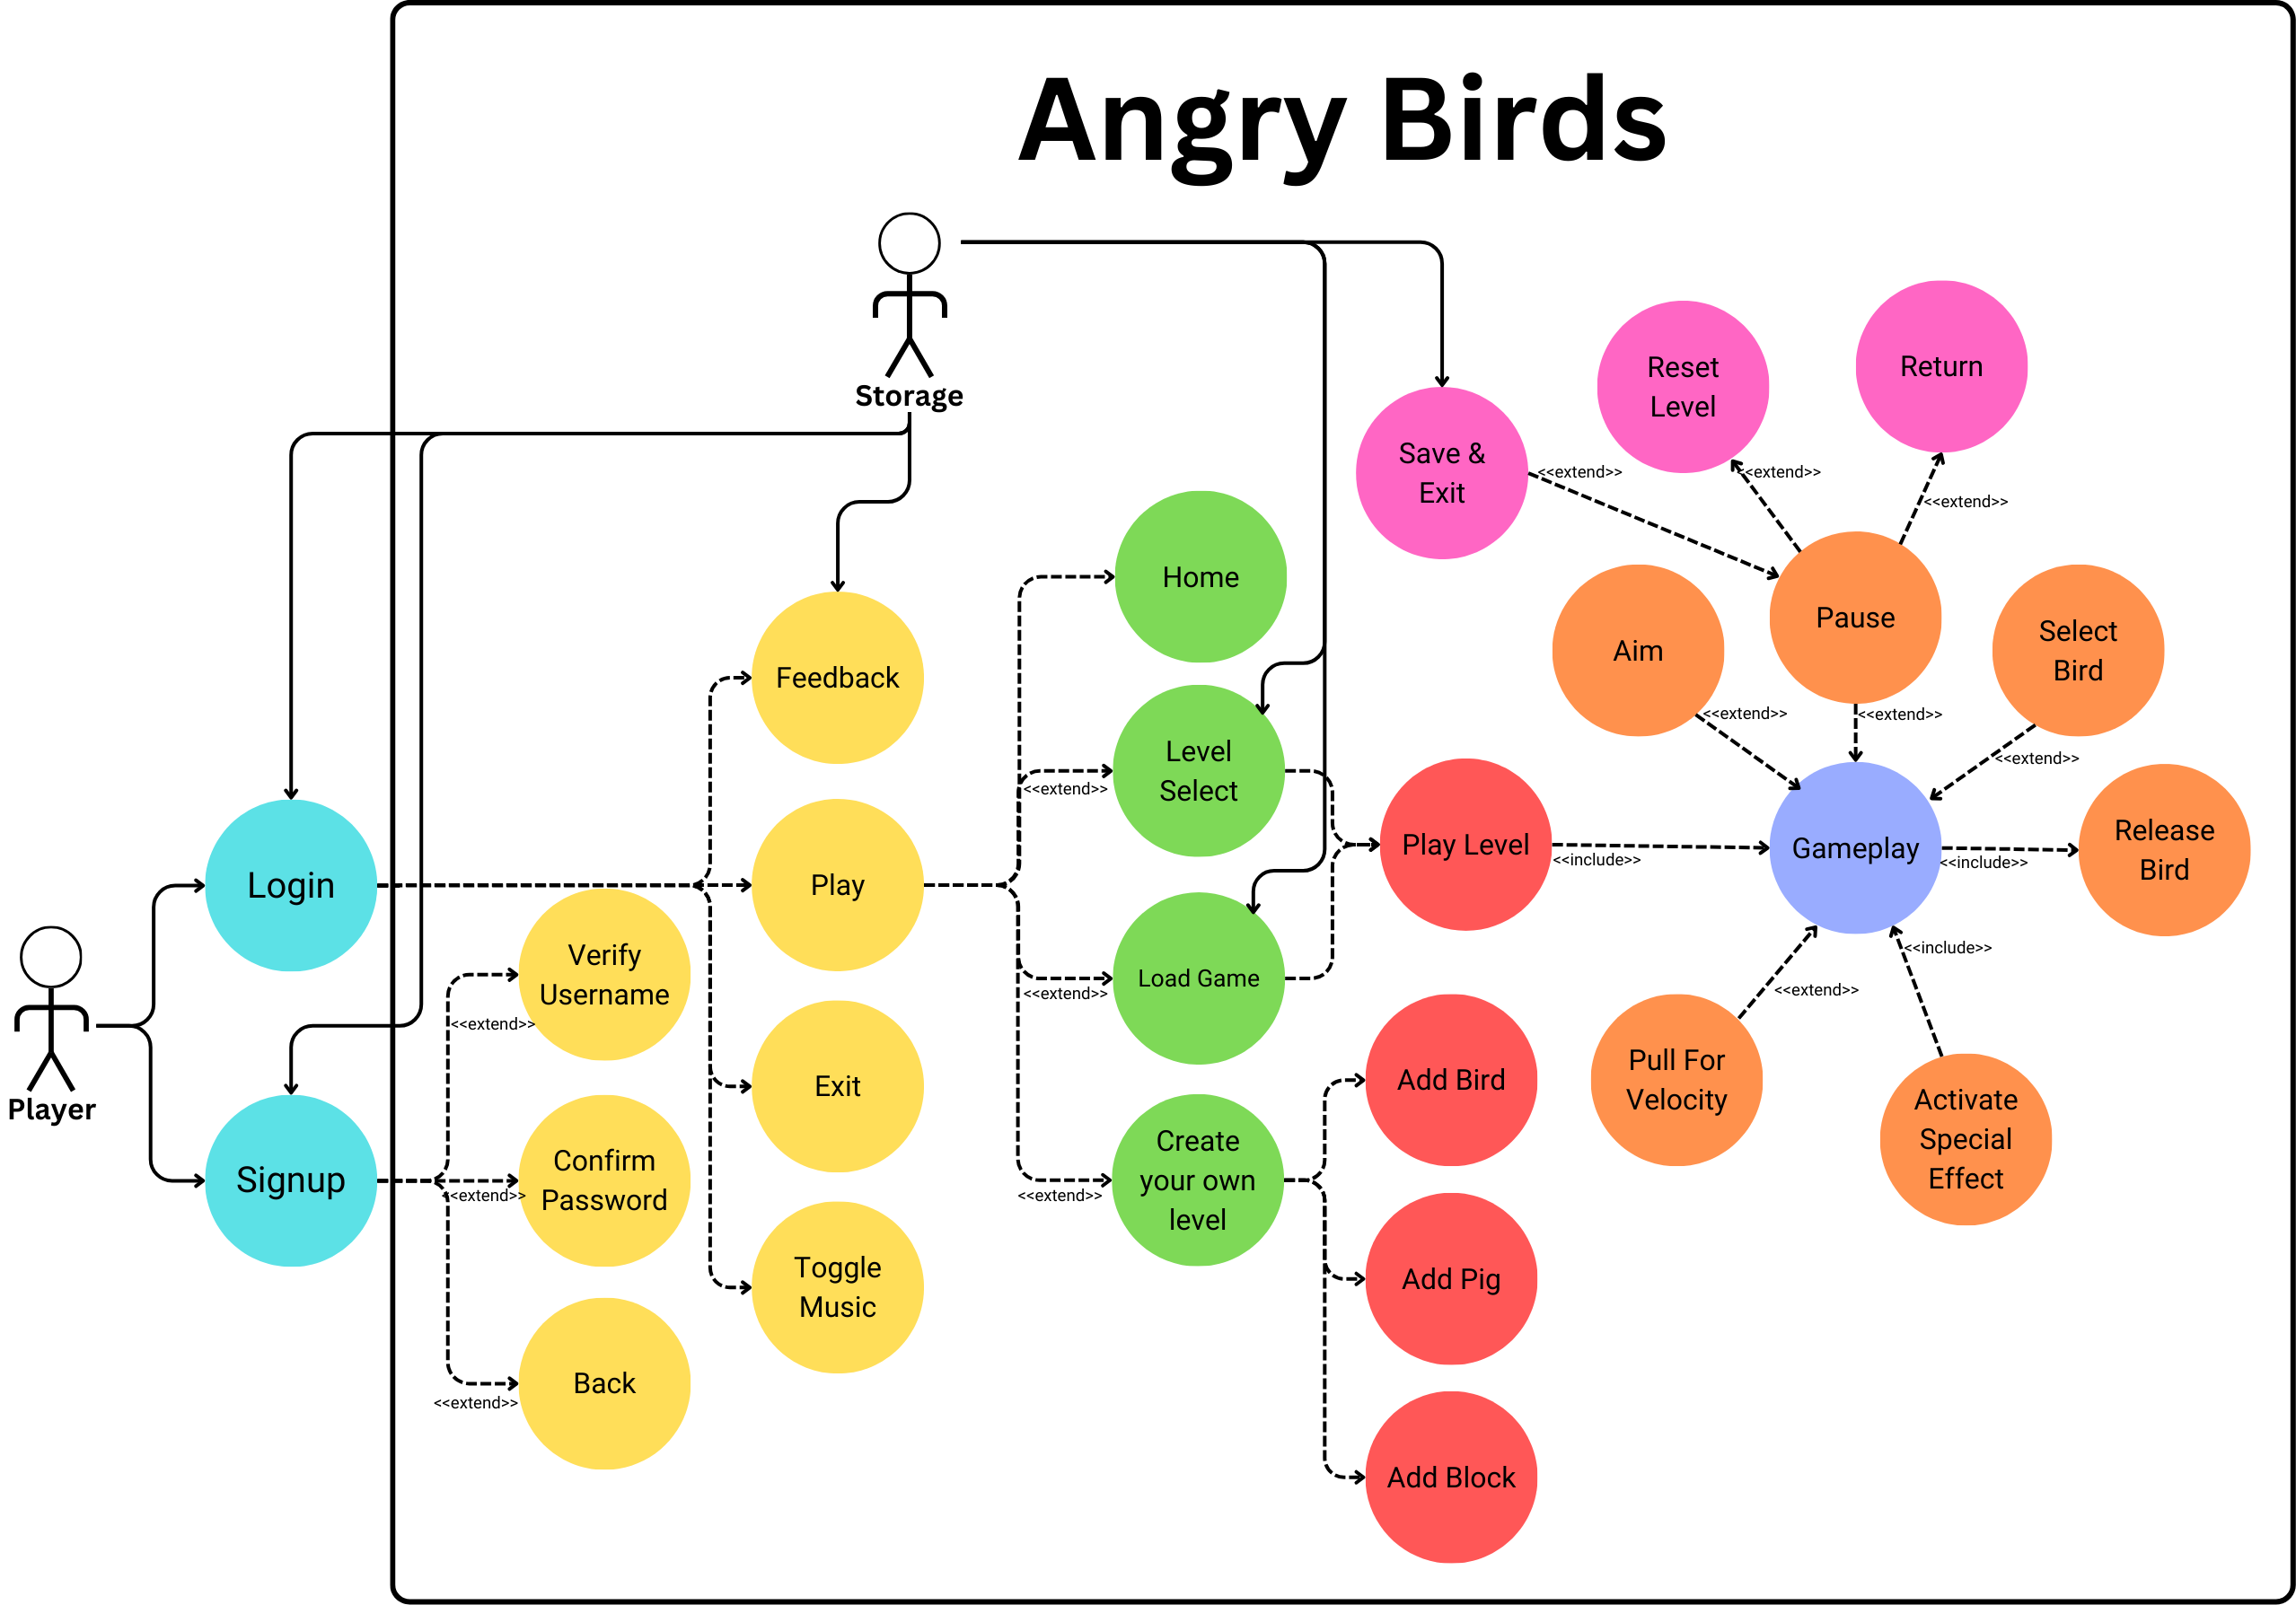 Angry Birds
Storage
Player
Login
Signup
<<extend>>
<<extend>>
<<extend>>
Verify
Username
Confirm
Password
Back
Feedback
Play
Exit
Toggle
Music
<<extend>>
<<extend>>
<<extend>>
Home
Level
Select
Load Game
Create
your own
level
Play Level
Add Bird
Add Pig
Add Block
<<include>>
Save &
Exit
<<extend>>
Reset
Level
<<extend>>
Return
<<extend>>
Aim
<<extend>>
Pause
<<extend>>
Select
Bird
<<extend>>
Gameplay
<<include>>
Release
Bird
<<include>>
<<extend>>
Pull For
Velocity
Activate
Special
Effect